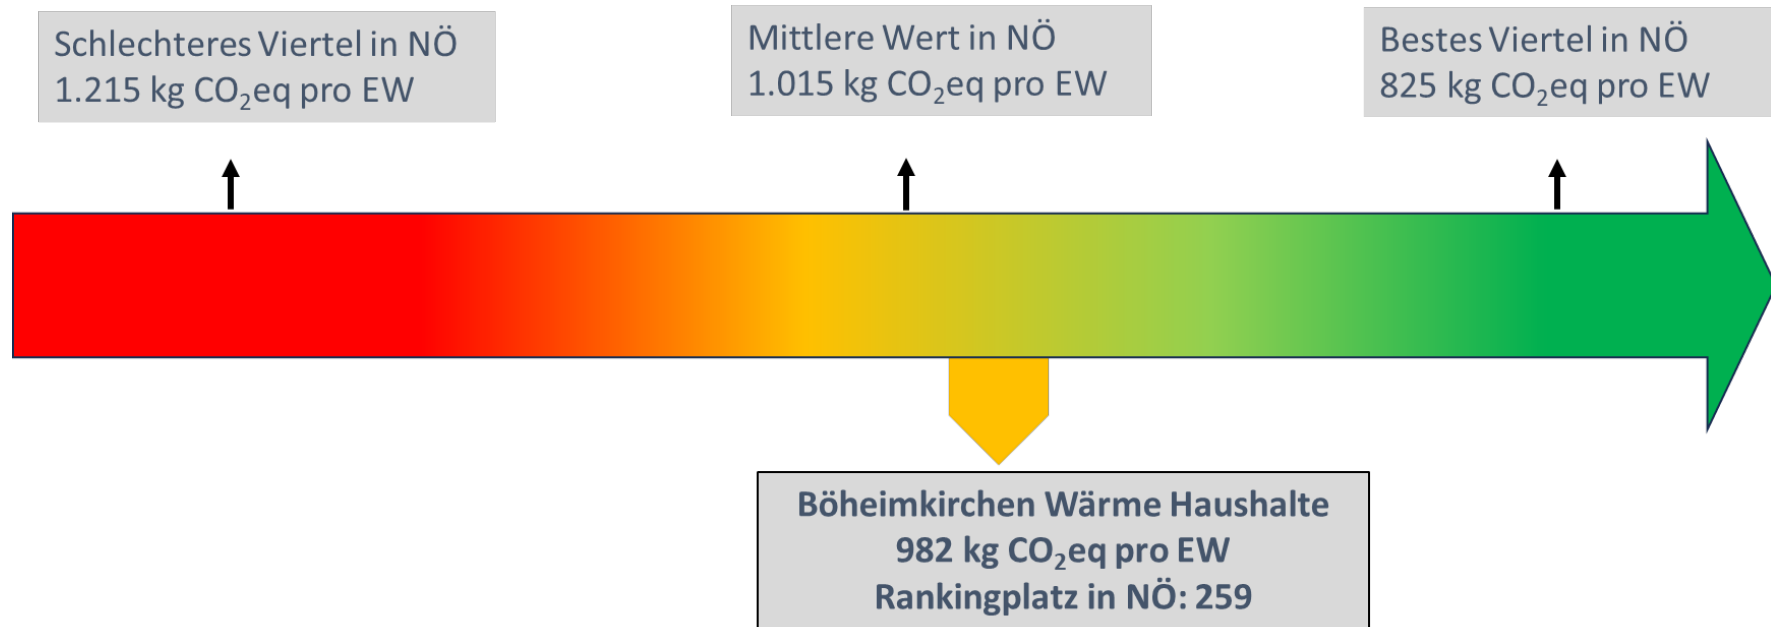 Schlechteres Viertel in NÖ
1.215 kg CO₂eq pro EW
Mittlere Wert in NÖ
1.015 kg CO₂eq pro EW
Bestes Viertel in NÖ
825 kg CO₂eq pro EW
Böheimkirchen Wärme Haushalte
982 kg CO₂eq pro EW
Rankingplatz in NÖ: 259